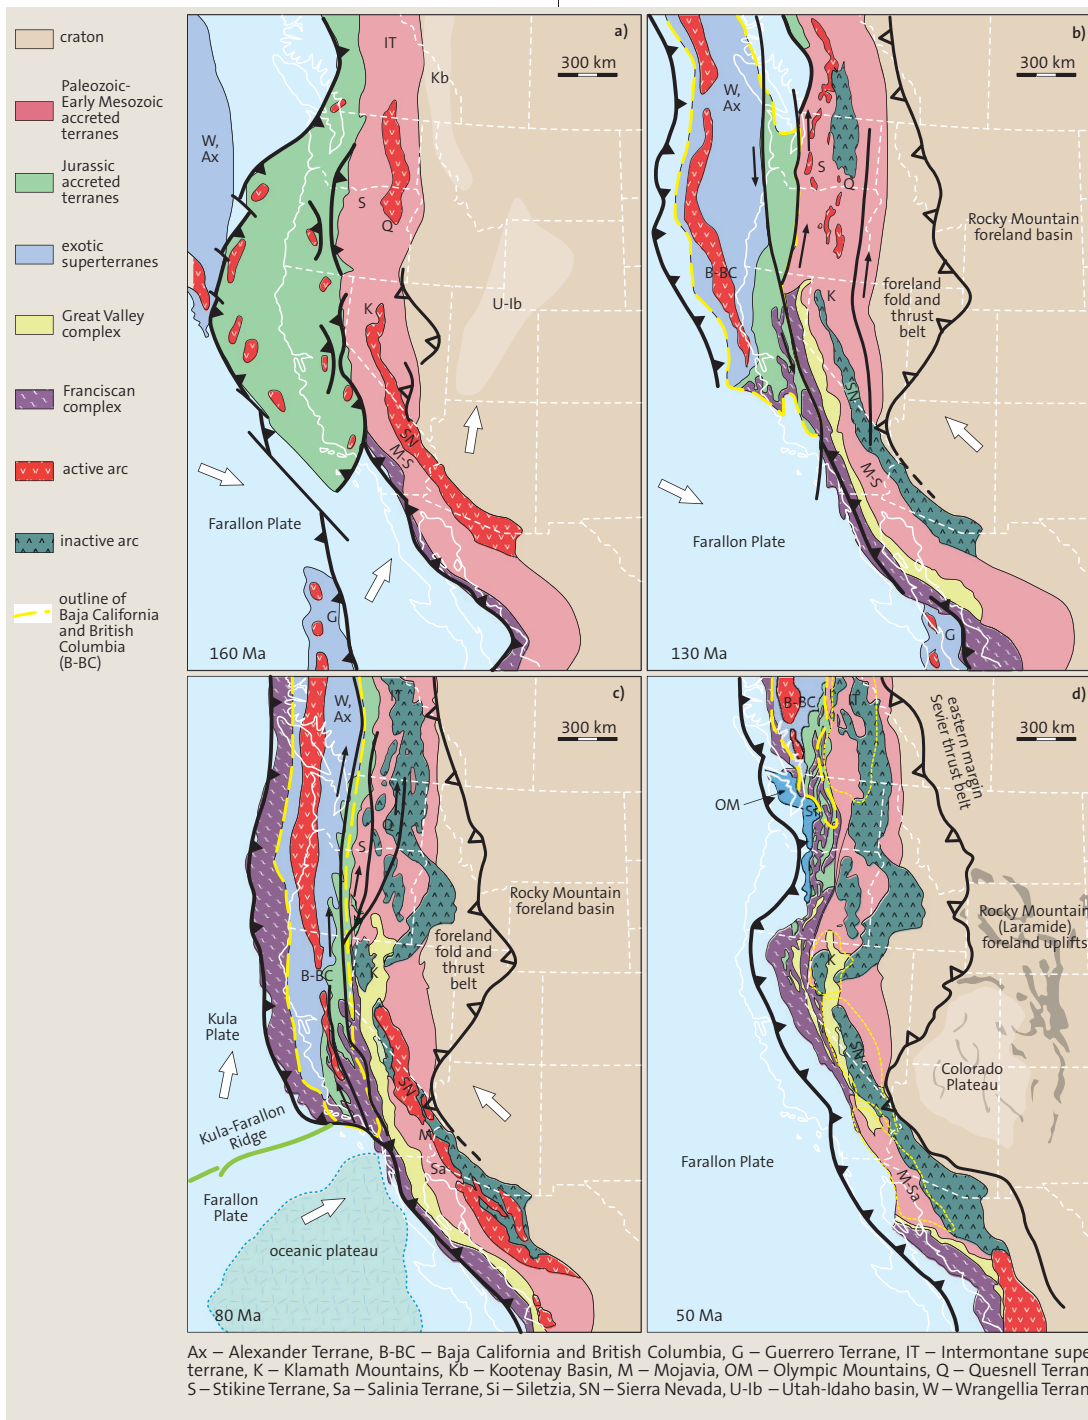 craton
Paleozoic-
Early Mesozoic
accreted
terranes
Jurassic
accreted
terranes
exotic
superterranes
Great Valley
complex
Franciscan
complex
active arc
inactive arc
outline of
Baja California
and British
Columbia
(B-BC)
a)
300 km
IT
Kb
W,
Ax
S
Q
U-Ib
K
SN
M-S
Farallon Plate
G
160 Ma
b)
300 km
W,
Ax
S
Q
Rocky Mountain
foreland basin
B-BC
foreland
fold and
thrust
belt
K
SN
M-S
Farallon Plate
G
130 Ma
c)
300 km
IT
W,
Ax
Q
S
Rocky Mountain
foreland basin
foreland
fold and
thrust
belt
B-BC
K
Kula
Plate
SN
Kula-Farallon
Ridge
M
Sa
Farallon
Plate
oceanic plateau
80 Ma
d)
300 km
B-BC
IT
eastern margin
Sevier thrust belt
OM
Si
Rocky Mountain
(Laramide)
foreland uplifts
K
SN
Colorado
Plateau
Farallon Plate
M-Sa
50 Ma
Ax – Alexander Terrane, B-BC – Baja California and British Columbia, G – Guerrero Terrane, IT – Intermontane supe
terrane, K – Klamath Mountains, Kb – Kootenay Basin, M – Mojavia, OM – Olympic Mountains, Q – Quesnell Terran
S – Stikine Terrane, Sa – Salinia Terrane, Si – Siletzia, SN – Sierra Nevada, U-Ib – Utah-Idaho basin, W – Wrangellia Terran